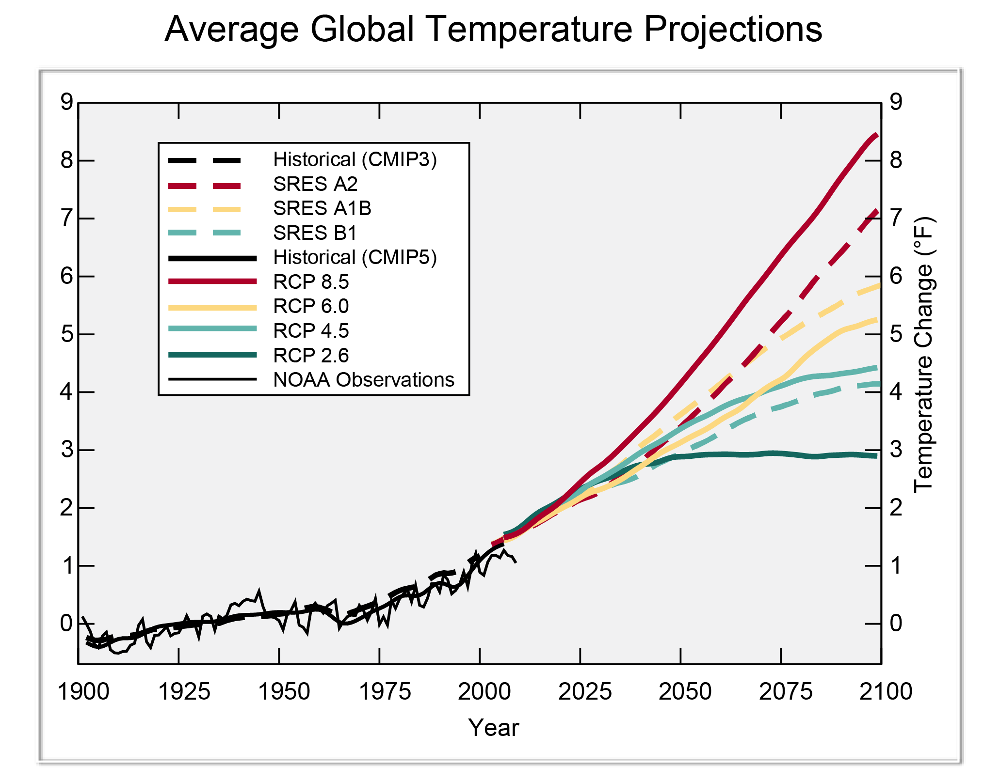 Average Global Temperature Projections
9
8
7
6
5
4
3
2
1
0
Historical (CMIP3)
SRES A2
SRES A1B
SRES B1
Historical (CMIP5)
RCP 8.5
RCP 6.0
RCP 4.5
RCP 2.6
NOAA Observations
9
8
7
6
5
4
3
2
1
0
Temperature Change (°F)
1900 1925 1950 1975 2000 2025 2050 2075 2100
Year